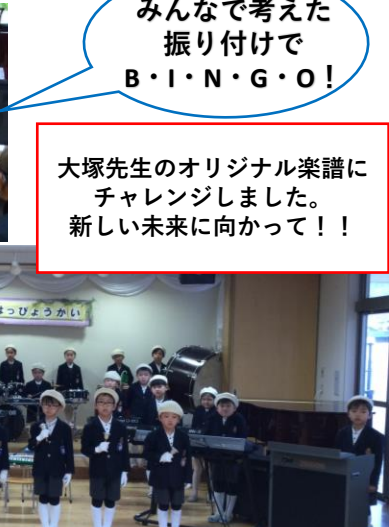 みんなで考えた
振り付けで
B・I・N・G・O！
大塚先生のオリジナル楽譜に
チャレンジしました。
新しい未来に向かって！！
はっぴょうかい